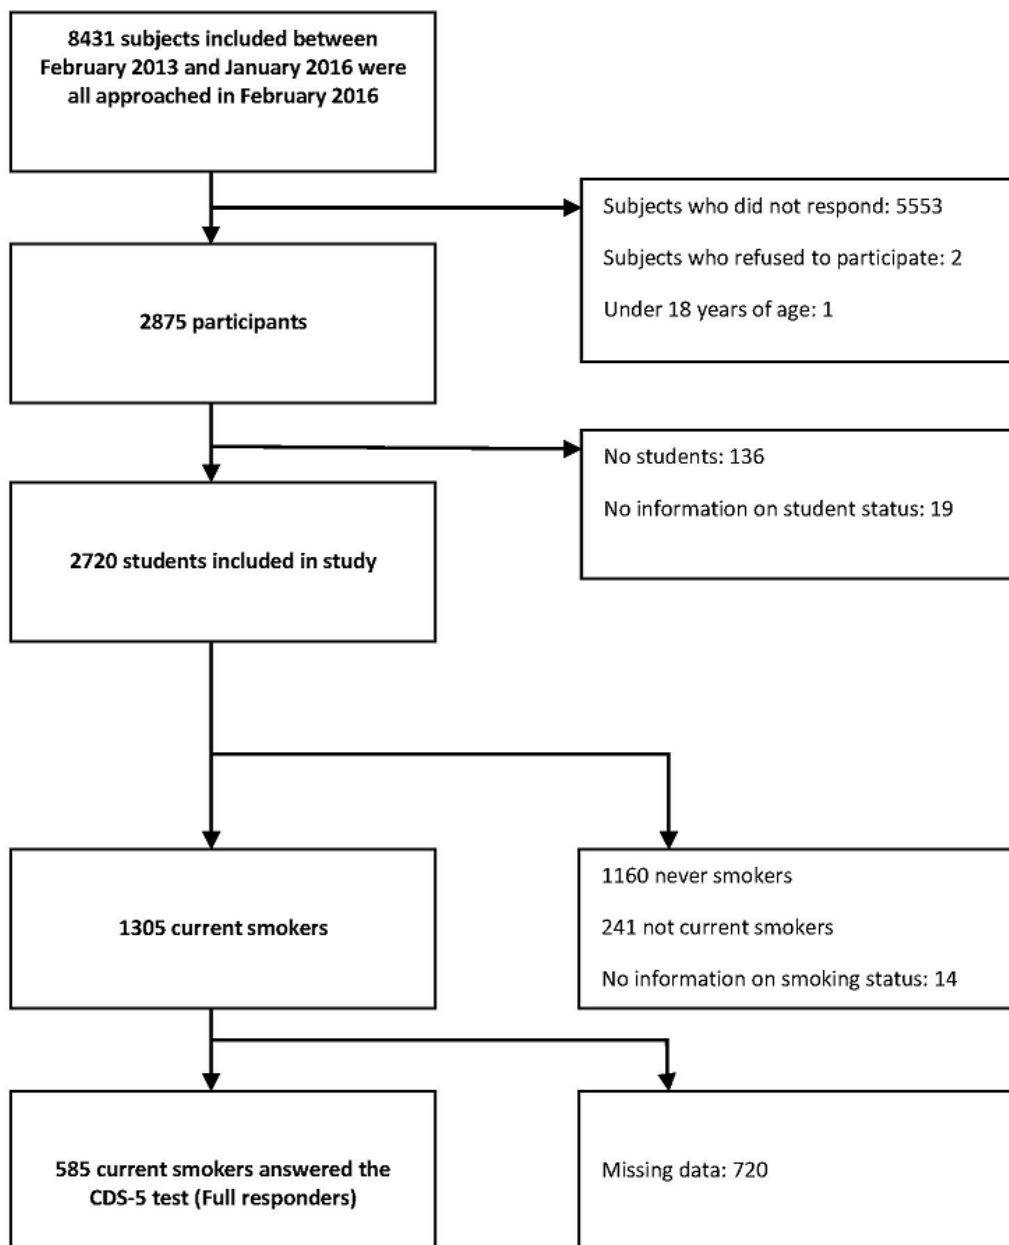 8431 subjects included between
February 2013 and January 2016 were
all approached in February 2016
Subjects who did not respond: 5553
Subjects who refused to participate: 2
Under 18 years of age: 1
2875 participants
No students: 136
No information on student status: 19
2720 students included in study
1305 current smokers
1160 never smokers
241 not current smokers
No information on smoking status: 14
585 current smokers answered the
CDS-5 test (Full responders)
Missing data: 720